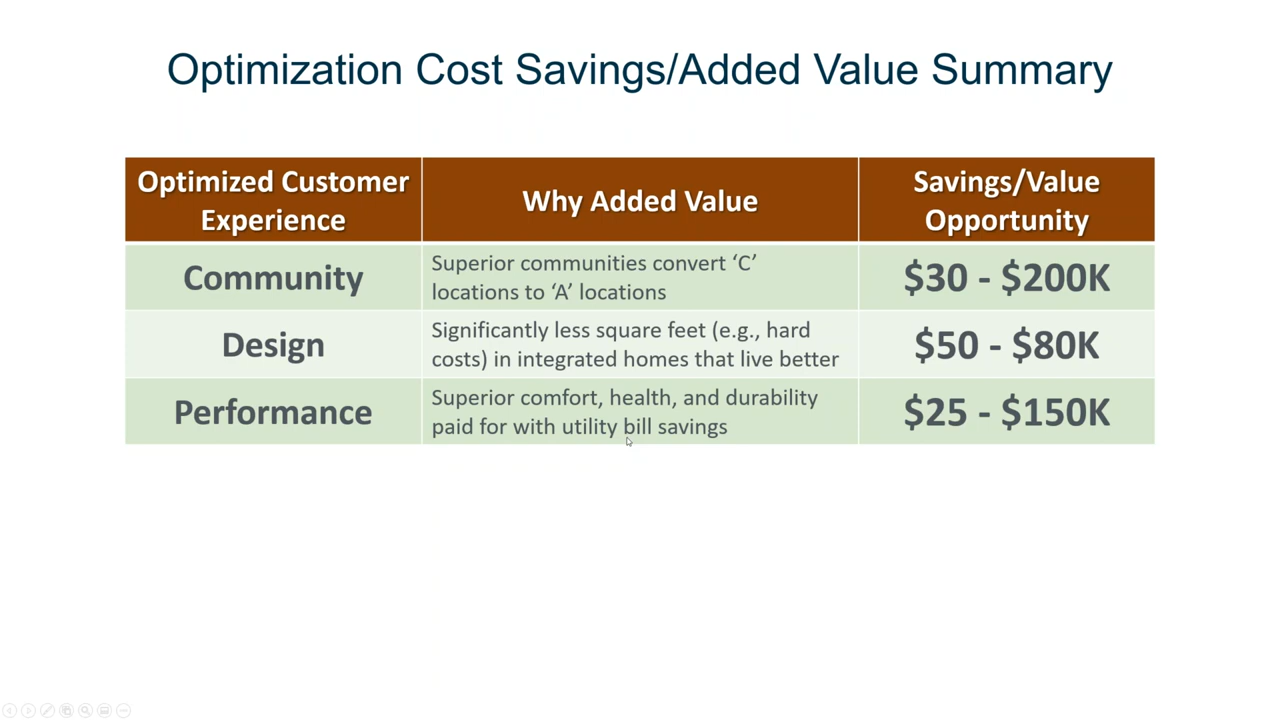 Optimization Cost Savings/Added Value Summary
Optimized Customer
Experience
Why Added Value
Savings/Value
Opportunity
Community
Superior communities convert ‘C’
locations to ‘A’ locations
$30 - $200K
Design
Significantly less square feet (e.g., hard
costs) in integrated homes that live better
$50 - $80K
Performance
Superior comfort, health, and durability
paid for with utility bill savings
$25 - $150K